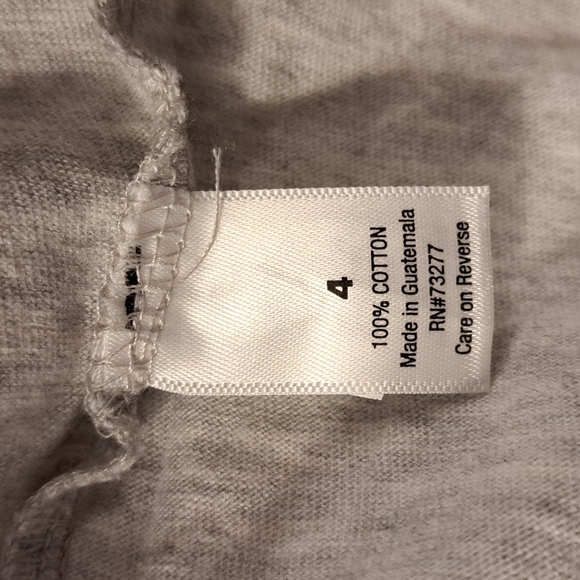 4
100% COTTON
Made in Guatemala
RN#73277
Care on Reverse